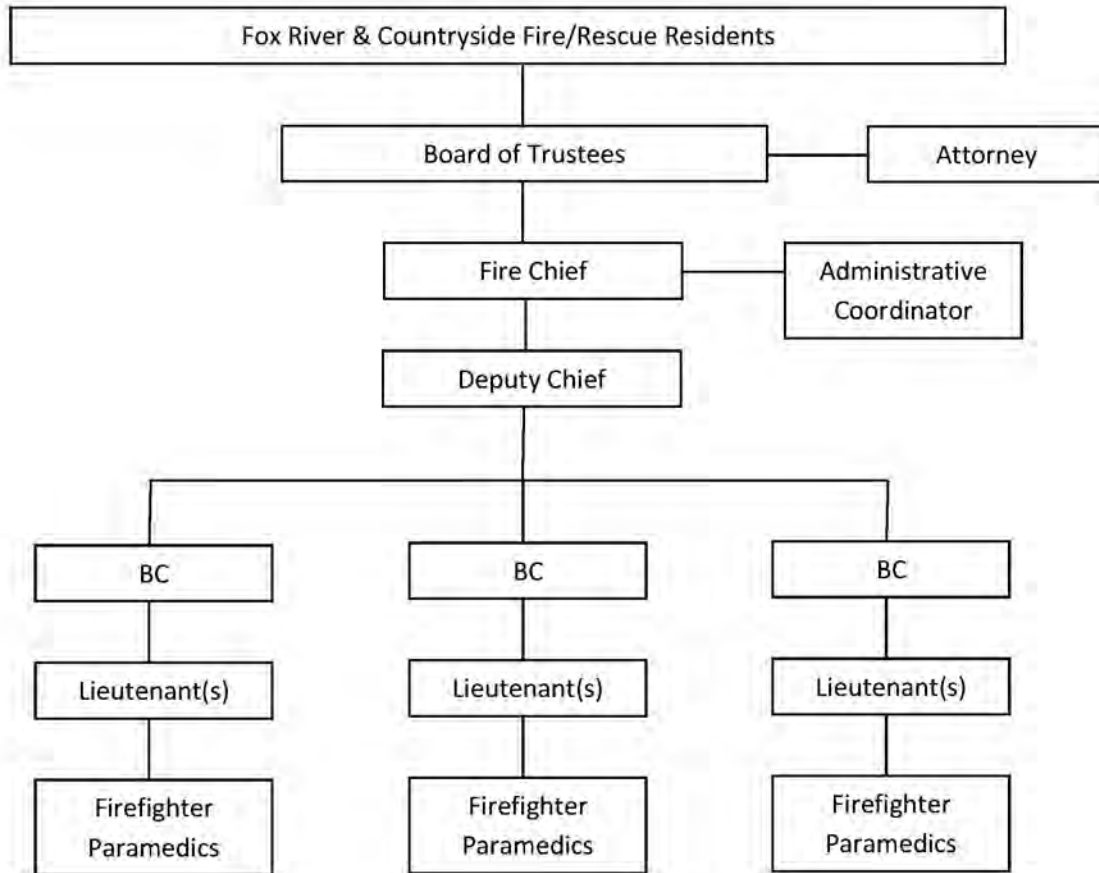 Fox River & Countryside Fire/Rescue Residents
Board of Trustees
Attorney
Fire Chief
Administrative
Coordinator
Deputy Chief
BC
BC
BC
Lieutenant(s)
Lieutenant(s)
Lieutenant(s)
Firefighter
Paramedics
Firefighter
Paramedics
Firefighter
Paramedics